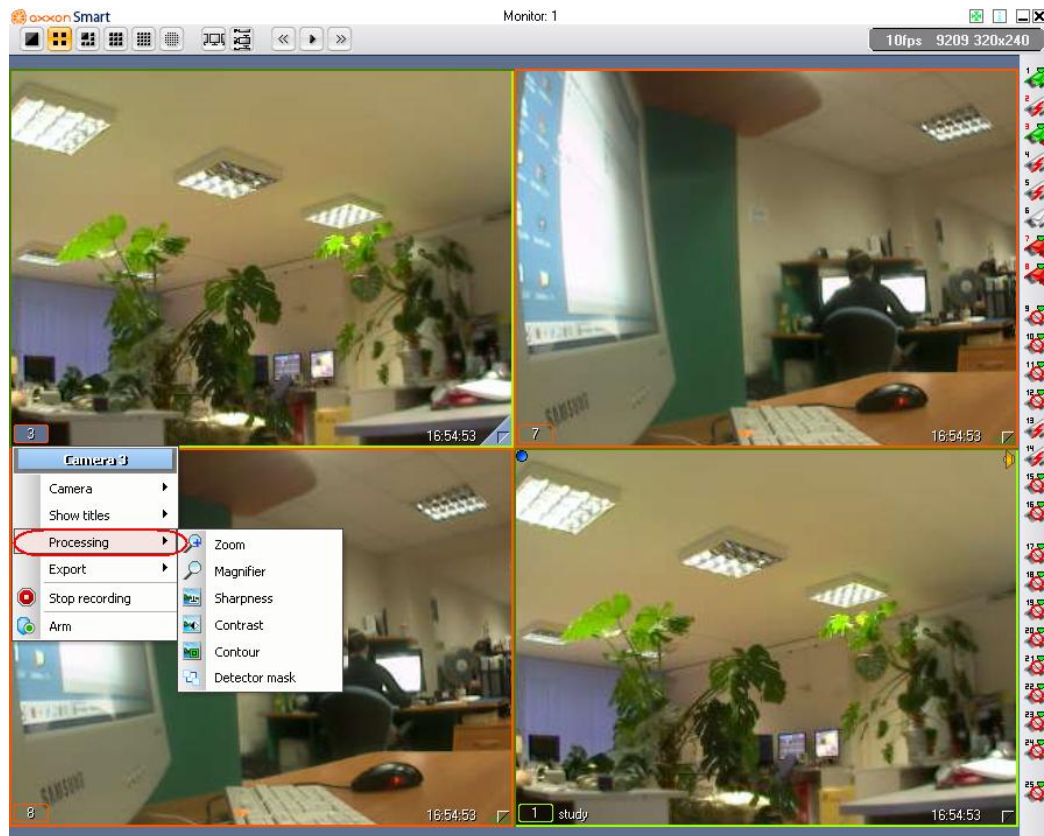 axxon Smart
Monitor: 1
10fps 9209 320x240
3
16:54:53
SAMSUNG
7
16:54:53
Camera 3
Camera
Show titles
Processing
Export
Stop recording
Arm
Zoom
Magnifier
Sharpness
Contrast
Contour
Detector mask
SAMSUNG
8
16:54:53
1 study
16:54:53
1
2
3
4
5
6
7
8
9
10
11
12
13
14
15
16
17
18
19
20
21
22
23
24
25